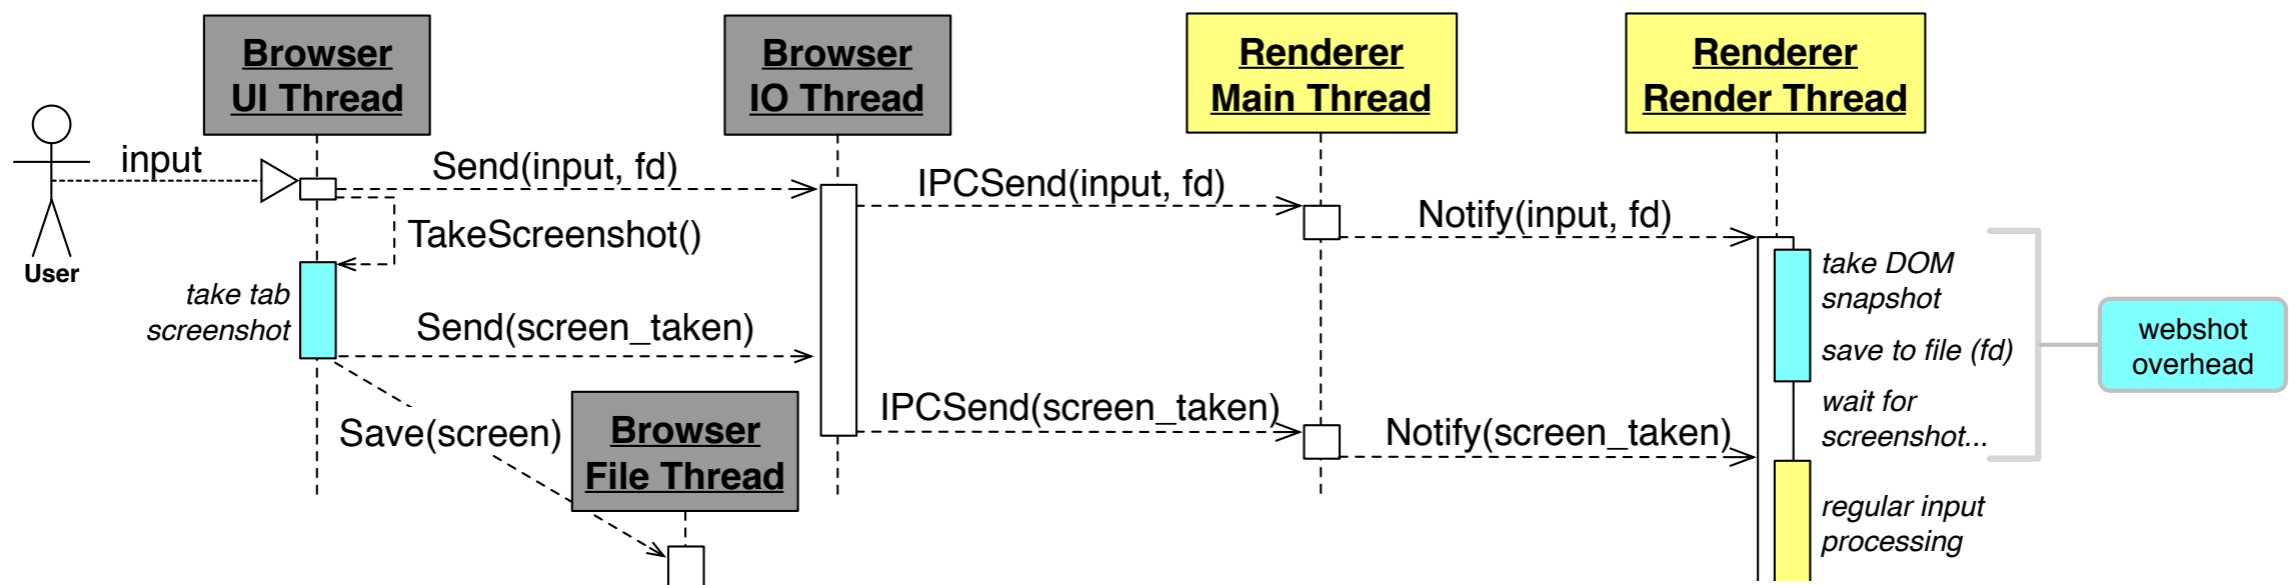 Browser
UI Thread
Browser
IO Thread
Renderer
Main Thread
Renderer
Render Thread
input
User
Send(input, fd)
IPCSend(input, fd)
Notify(input, fd)
TakeScreenshot()
take tab
screenshot
Send(screen_taken)
take DOM
snapshot
save to file (fd)
wait for
screenshot...
webshot
overhead
Save(screen)
Browser
File Thread
IPCSend(screen_taken)
Notify(screen_taken)
regular input
processing